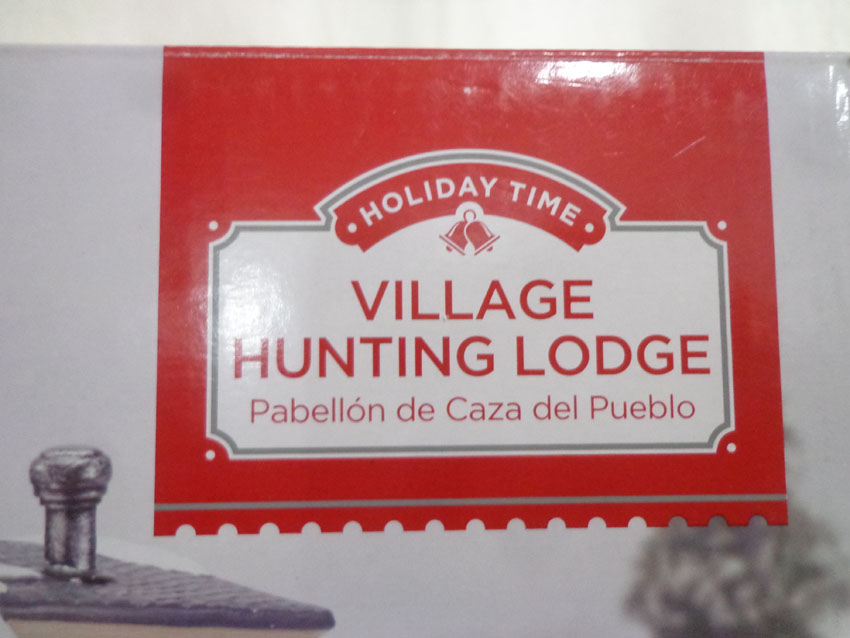 HOLIDAY TIME
VILLAGE
HUNTING LODGE
Pabellón de Caza del Pueblo